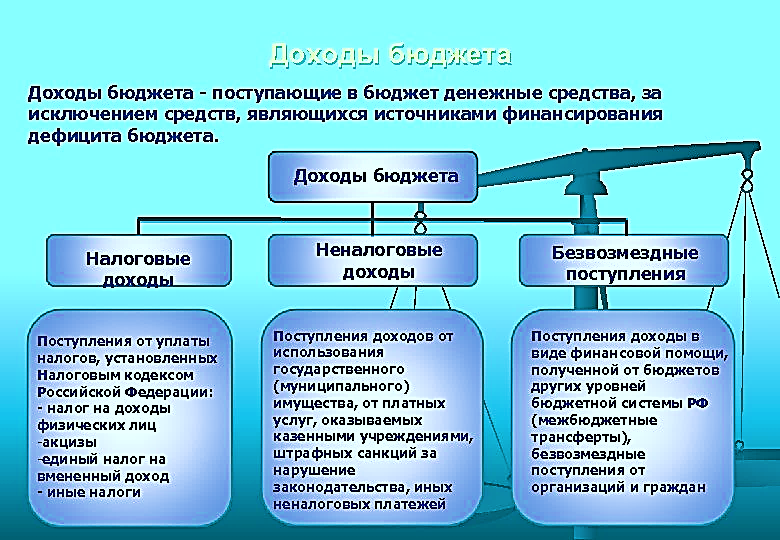 Доходы бюджета
Доходы бюджета - поступающие в бюджет денежные средства, за
исключением средств, являющихся источниками финансирования
дефицита бюджета.
Доходы бюджета
Налоговые
доходы
Неналоговые
доходы
Безвозмездные
поступления
Поступления от уплаты
налогов, установленных
Налоговым кодексом
Российской Федерации:
- налог на доходы
физических лиц
-акцизы
-единый налог на
вмененный доход
- иные налоги
Поступления доходов от
использования
государственного
(муниципального)
имущества, от платных
услуг, оказываемых
казенными учреждениями,
штрафных санкций за
нарушение
законодательства, иных
неналоговых платежей
Поступления доходы в
виде финансовой помощи,
полученной от бюджетов
других уровней
бюджетной системы РФ
(межбюджетные
трансферты),
безвозмездные
поступления от
организаций и граждан